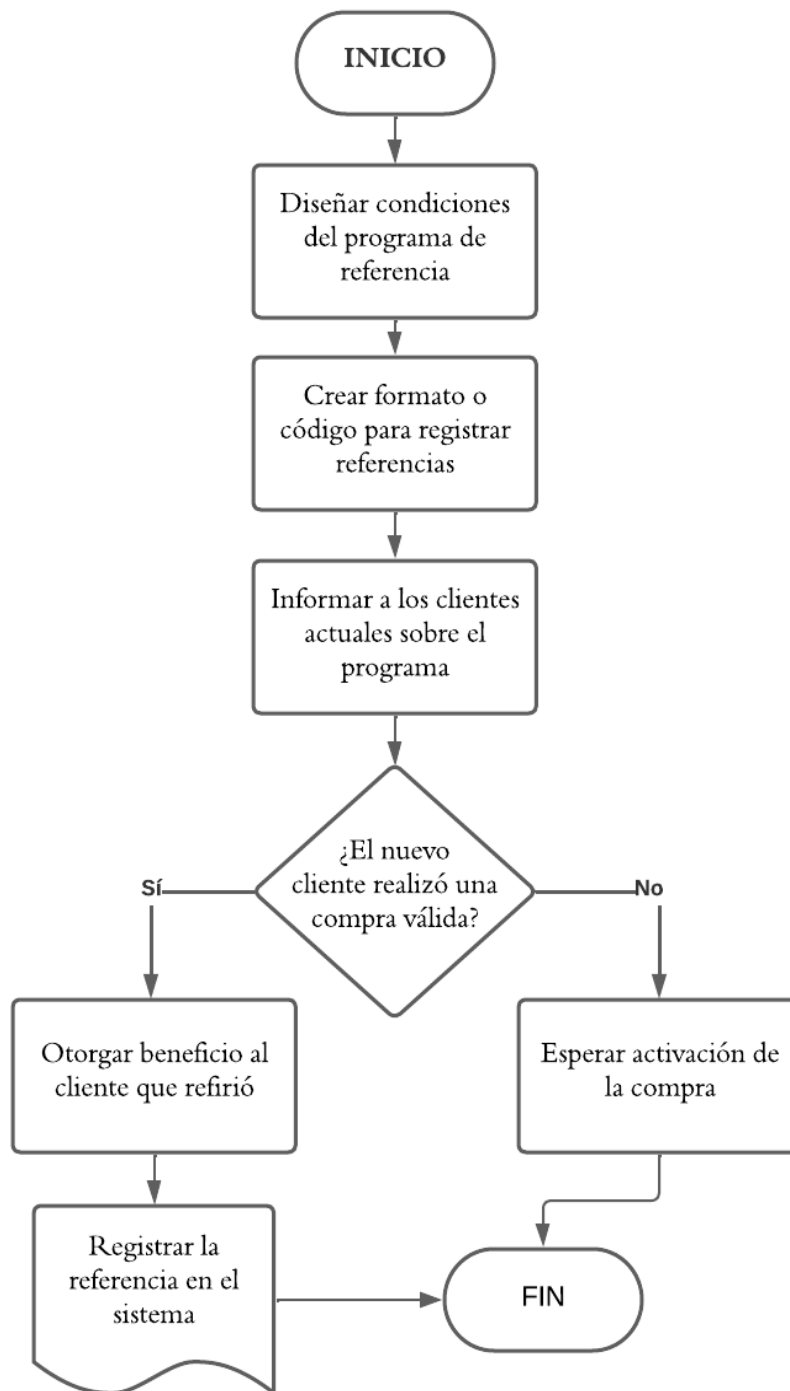 INICIO
Diseñar condiciones
del programa de
referencia
Crear formato o
código para registrar
referencias
Informar a los clientes
actuales sobre el
programa
¿El nuevo
cliente realizó una
compra válida?
Sí
No
Otorgar beneficio al
cliente que refirió
Esperar activación de
la compra
Registrar la
referencia en el
sistema
FIN